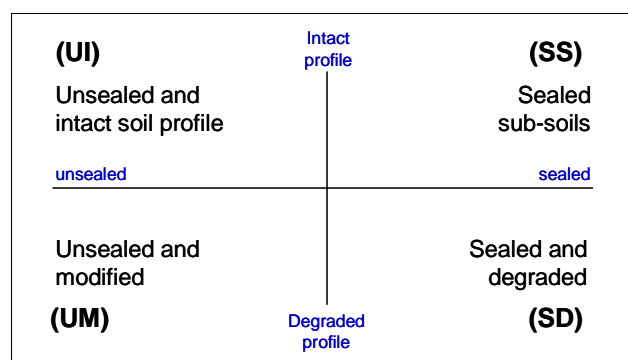 (UI)
Unsealed and
intact soil profile
Intact
profile
(SS)
Sealed
sub-soils
unsealed
sealed
Unsealed and
modified
(UM)
Degraded
profile
Sealed and
degraded
(SD)